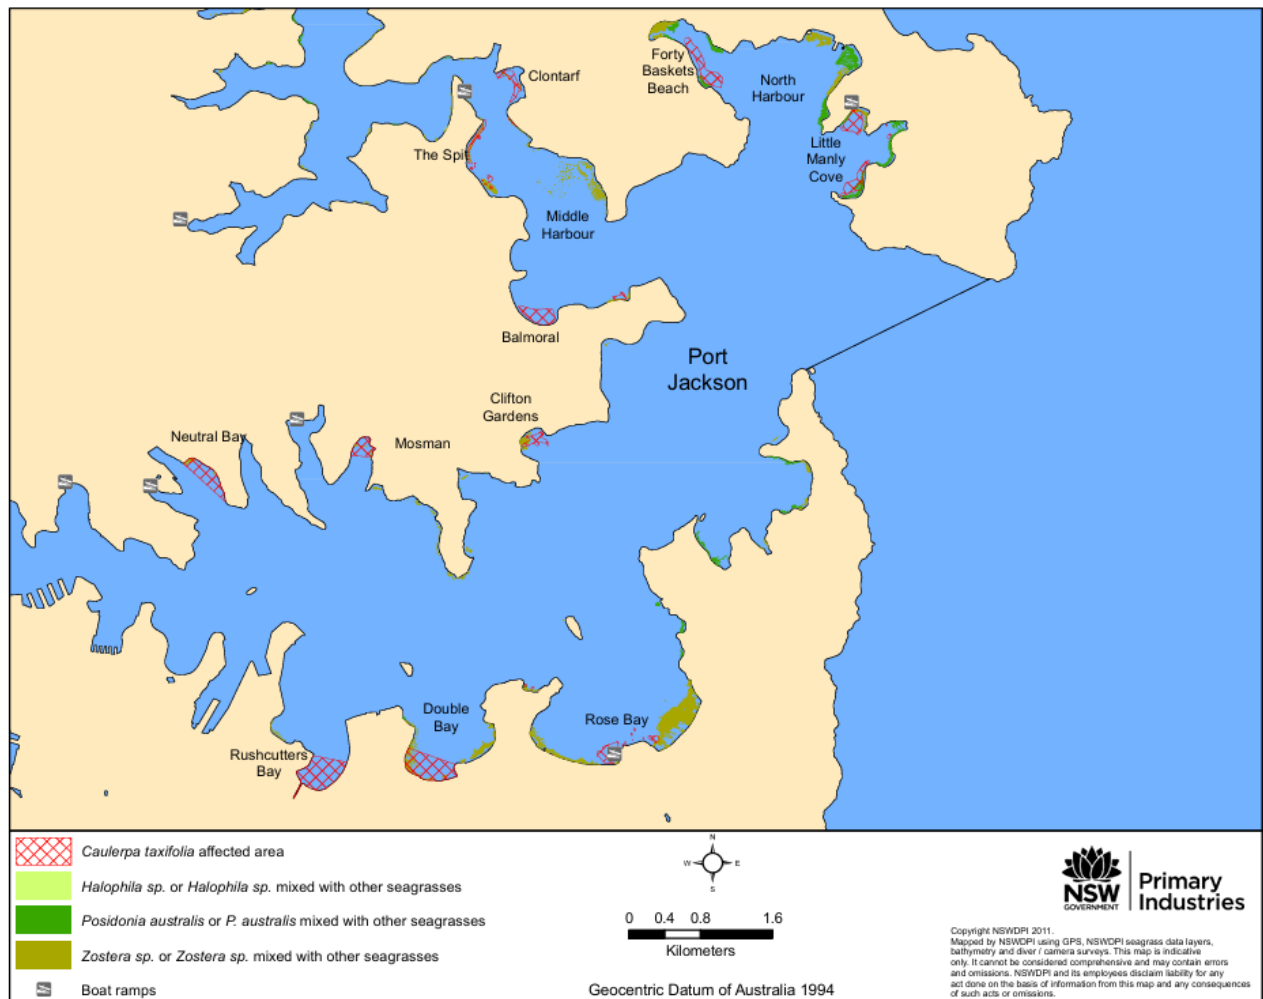 Clontarf
Forty
Baskets
Beach
North
Harbour
The Spit
Little
Manly
Cove
Middle
Harbour
Balmoral
Port
Jackson
Clifton
Gardens
Neutral Bay
Mosman
Double
Bay
Rose Bay
Rushcutters
Bay
Caulerpa taxifolia affected area
Halophila sp. or Halophila sp. mixed with other seagrasses
Posidonia australis or P. australis mixed with other seagrasses
Zostera sp. or Zostera sp. mixed with other seagrasses
Boat ramps
N
W E
S
0 0.4 0.8 1.6
Kilometers
Geocentric Datum of Australia 1994
NSW
GOVERNMENT
Primary
Industries
Copyright NSWDPI 2011.
Mapped by NSWDPI using GPS, NSWDPI seagrass data layers,
bathymetry and diver / camera surveys. This map is indicative
only. It cannot be considered comprehensive and may contain errors
and omissions. NSWDPI and its employees disclaim liability for any
act done on the basis of information from this map and any consequences
of such acts or omissions.